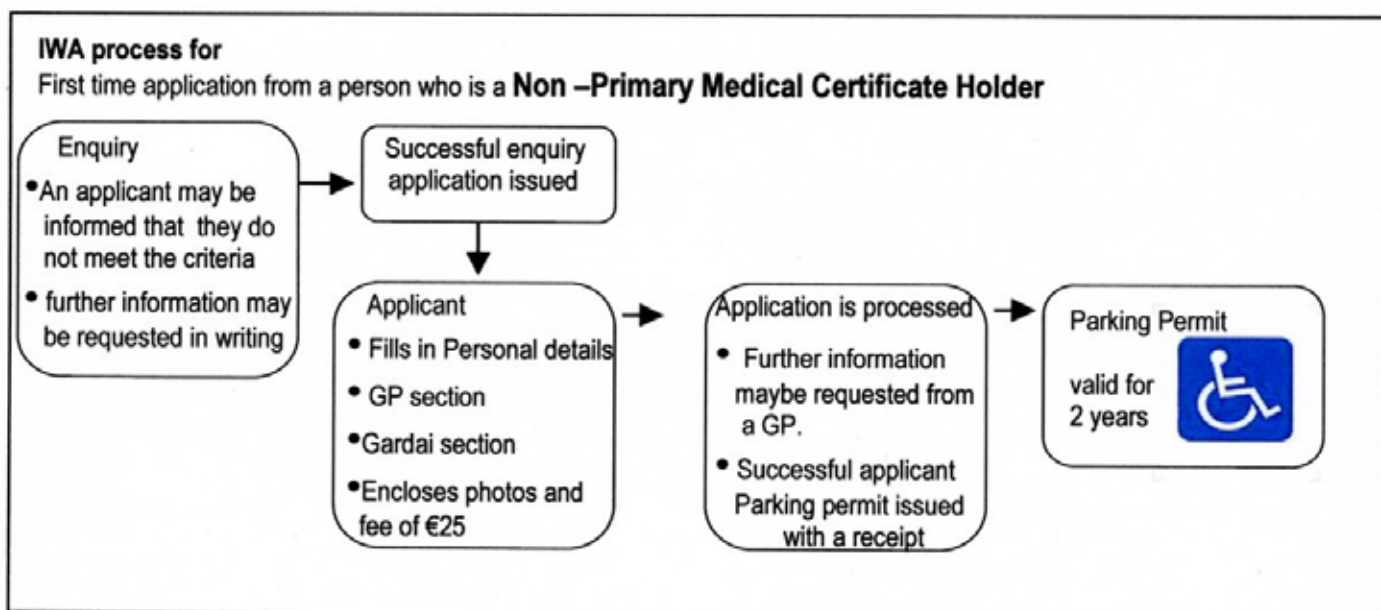 IWA process for
First time application from a person who is a Non –Primary Medical Certificate Holder
Enquiry
•An applicant may be
informed that they do
not meet the criteria
• further information may
be requested in writing
Successful enquiry
application issued
Applicant
• Fills in Personal details
• GP section
•Gardai section
•Encloses photos and
fee of €25
Application is processed
• Further information
maybe requested from
a GP.
• Successful applicant
Parking permit issued
with a receipt
Parking Permit
valid for
2 years